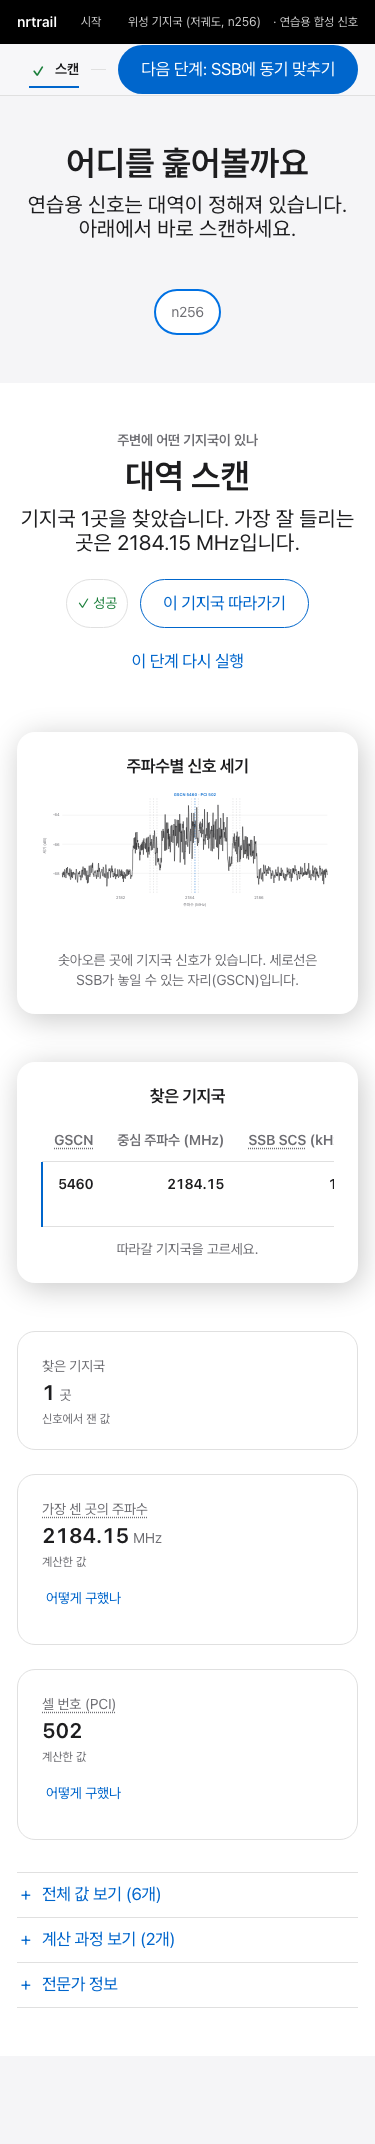 nrtrail 시작 위성 기지국 (저궤도, n256) · 연습용 합성 신호
✓ 스캔 다음 단계: SSB에 동기 맞추기
어디를 훑어볼까요
연습용 신호는 대역이 정해져 있습니다.
아래에서 바로 스캔하세요.
n256
주변에 어떤 기지국이 있나
대역 스캔
기지국 1곳을 찾았습니다. 가장 잘 들리는
곳은 2184.15 MHz입니다.
✓ 성공 이 기지국 따라가기
이 단계 다시 실행
주파수별 신호 세기
GSCN 5460 · PCI 502
2182 2184 2186
주파수 (MHz)
솟아오른 곳에 기지국 신호가 있습니다. 세로선은
SSB가 놓일 수 있는 자리(GSCN)입니다.
찾은 기지국
GSCN 중심 주파수 (MHz) SSB SCS (kH
5460 2184.15 1
따라갈 기지국을 고르세요.
찾은 기지국
1 곳
신호에서 잰 값
가장 센 곳의 주파수
2184.15 MHz
계산한 값
어떻게 구했나
셀 번호 (PCI)
502
계산한 값
어떻게 구했나
+ 전체 값 보기 (6개)
+ 계산 과정 보기 (2개)
+ 전문가 정보